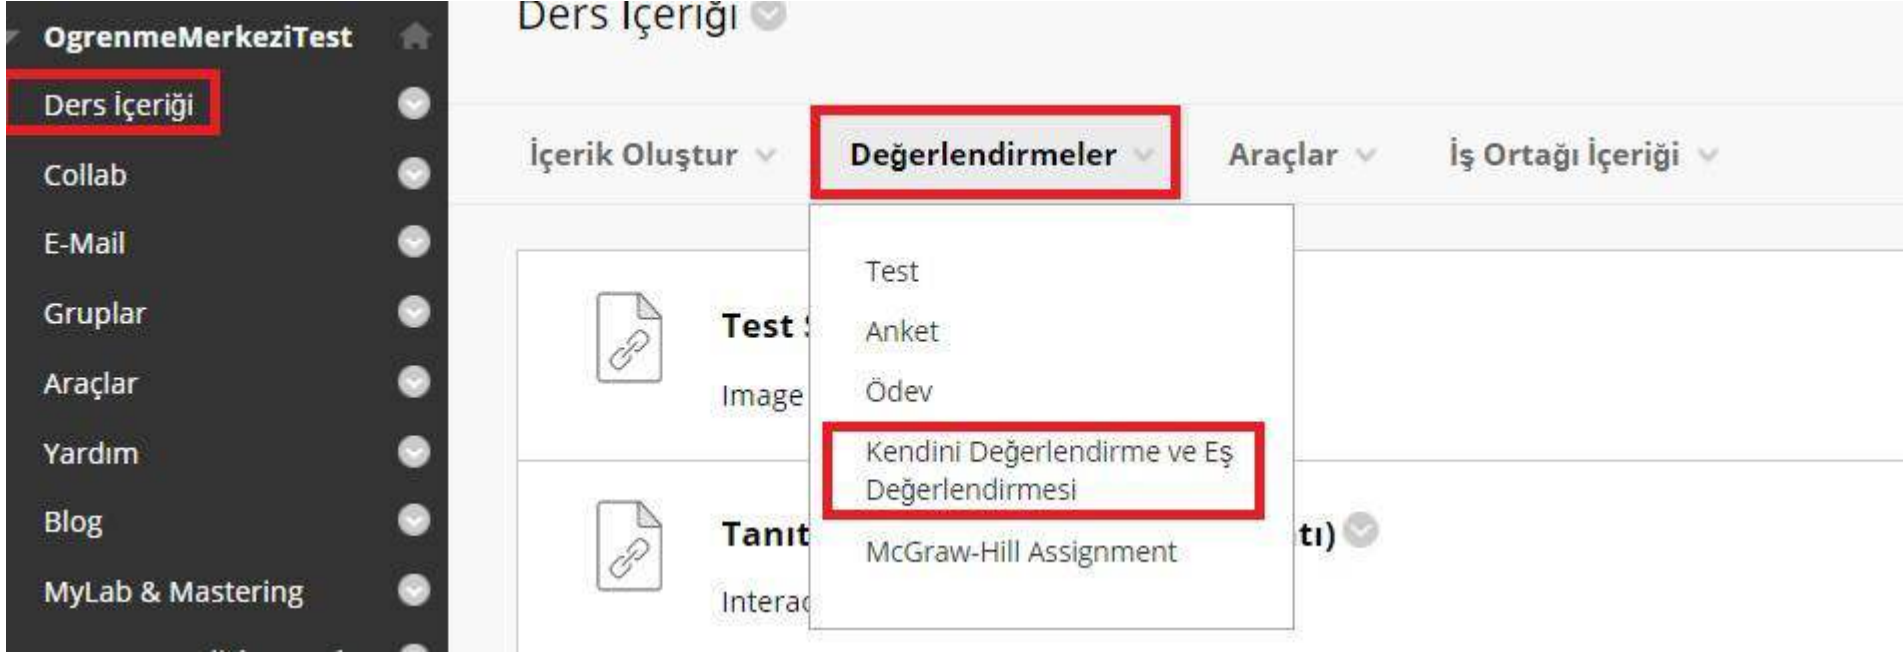 OgrenmeMerkeziTest
Ders İçeriği
Collab
E-Mail
Gruplar
Araçlar
Yardım
Blog
MyLab & Mastering
Ders İçeriği
İçerik Oluştur
Değerlendirmeler
Araçlar
İş Ortağı İçeriği
Test
Anket
Ödev
Kendini Değerlendirme ve Eş
Değerlendirmesi
McGraw-Hill Assignment
Test
Image